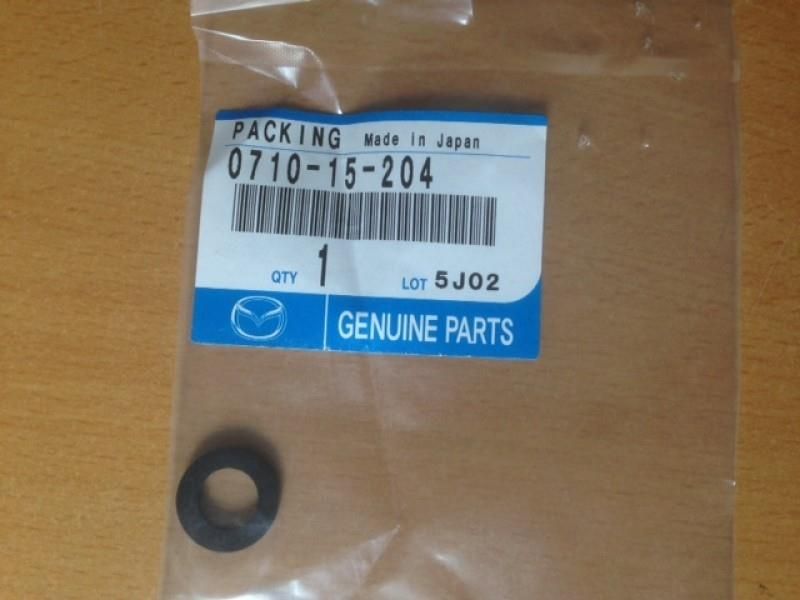 PACKING Made in Japan
0710-15-204
QTY 1 LOT 5J02
GENUINE PARTS